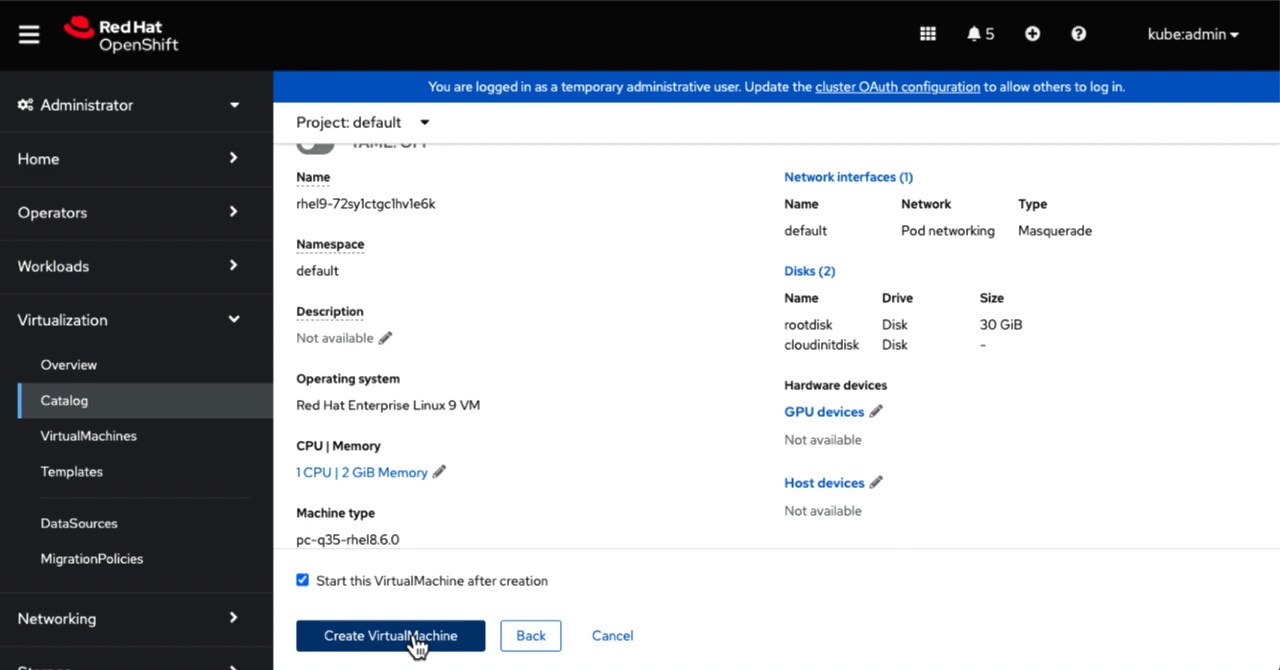 Red Hat
OpenShift
5
kube:admin
Administrator
Home
Operators
Workloads
Virtualization
Overview
Catalog
VirtualMachines
Templates
DataSources
MigrationPolicies
Networking
You are logged in as a temporary administrative user. Update the cluster OAuth configuration to allow others to log in.
Project: default
Name
rhel9-72sy1ctgc1hv1e6k
Namespace
default
Description
Not available
Operating system
Red Hat Enterprise Linux 9 VM
CPU | Memory
1 CPU | 2 GiB Memory
Machine type
pc-q35-rhel8.6.0
Network interfaces (1)
Name Network Type
default Pod networking Masquerade
Disks (2)
Name Drive Size
rootdisk Disk 30 GiB
cloudinitdisk Disk -
Hardware devices
GPU devices
Not available
Host devices
Not available
Start this VirtualMachine after creation
Create VirtualMachine Back Cancel